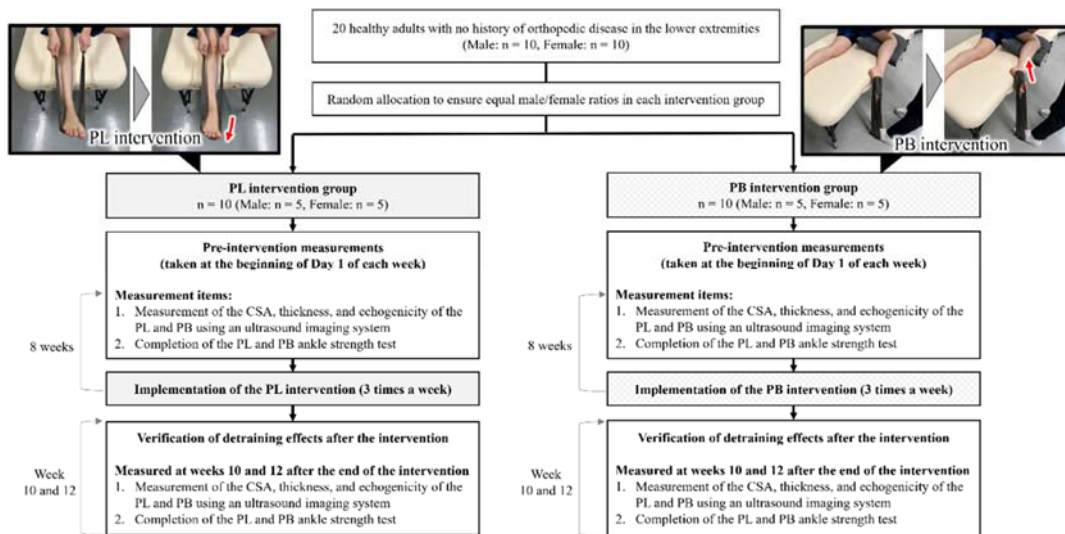 20 healthy adults with no history of orthopedic disease in the lower extremities
(Male: n = 10, Female: n = 10)
Random allocation to ensure equal male/female ratios in each intervention group
PL intervention
PB intervention
PL intervention group
n = 10 (Male: n = 5, Female: n = 5)
Pre-intervention measurements
(taken at the beginning of Day 1 of each week)
Measurement items:
1. Measurement of the CSA, thickness, and echogenicity of the
PL and PB using an ultrasound imaging system
2. Completion of the PL and PB ankle strength test
8 weeks
Implementation of the PL intervention (3 times a week)
Verification of detraining effects after the intervention
Measured at weeks 10 and 12 after the end of the intervention
1. Measurement of the CSA, thickness, and echogenicity of the
PL and PB using an ultrasound imaging system
2. Completion of the PL and PB ankle strength test
Week
10 and 12
PB intervention group
n = 10 (Male: n = 5, Female: n = 5)
Pre-intervention measurements
(taken at the beginning of Day 1 of each week)
Measurement items:
1. Measurement of the CSA, thickness, and echogenicity of the
PL and PB using an ultrasound imaging system
2. Completion of the PL and PB ankle strength test
8 weeks
Implementation of the PB intervention (3 times a week)
Verification of detraining effects after the intervention
Measured at weeks 10 and 12 after the end of the intervention
1. Measurement of the CSA, thickness, and echogenicity of the
PL and PB using an ultrasound imaging system
2. Completion of the PL and PB ankle strength test
Week
10 and 12